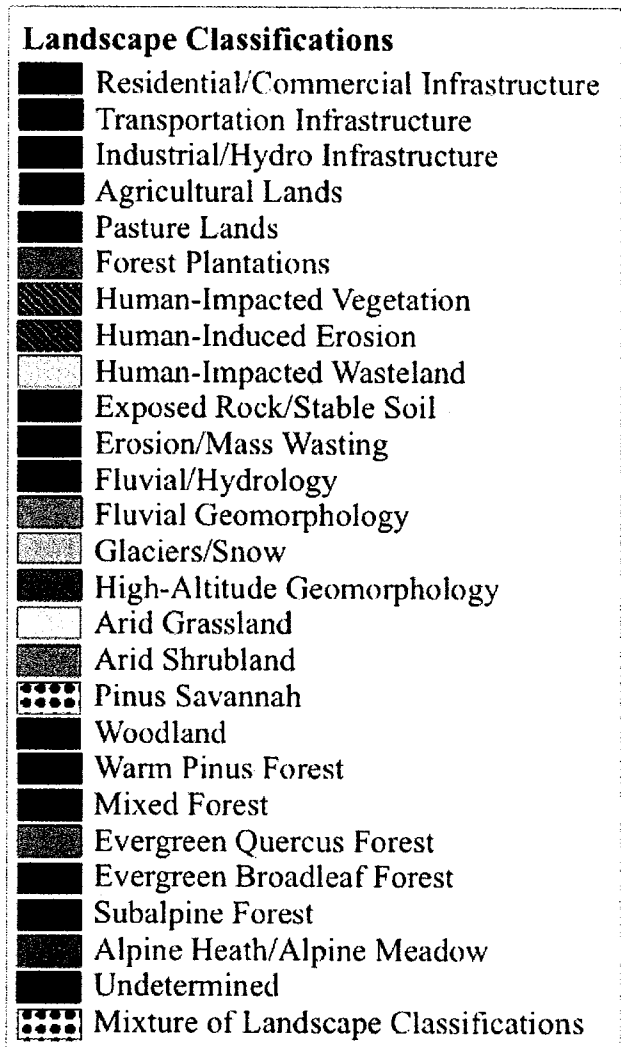 Landscape Classifications
Residential/Commercial Infrastructure
Transportation Infrastructure
Industrial/Hydro Infrastructure
Agricultural Lands
Pasture Lands
Forest Plantations
Human-Impacted Vegetation
Human-Induced Erosion
Human-Impacted Wasteland
Exposed Rock/Stable Soil
Erosion/Mass Wasting
Fluvial/Hydrology
Fluvial Geomorphology
Glaciers/Snow
High-Altitude Geomorphology
Arid Grassland
Arid Shrubland
Pinus Savannah
Woodland
Warm Pinus Forest
Mixed Forest
Evergreen Quercus Forest
Evergreen Broadleaf Forest
Subalpine Forest
Alpine Heath/Alpine Meadow
Undetermined
Mixture of Landscape Classifications